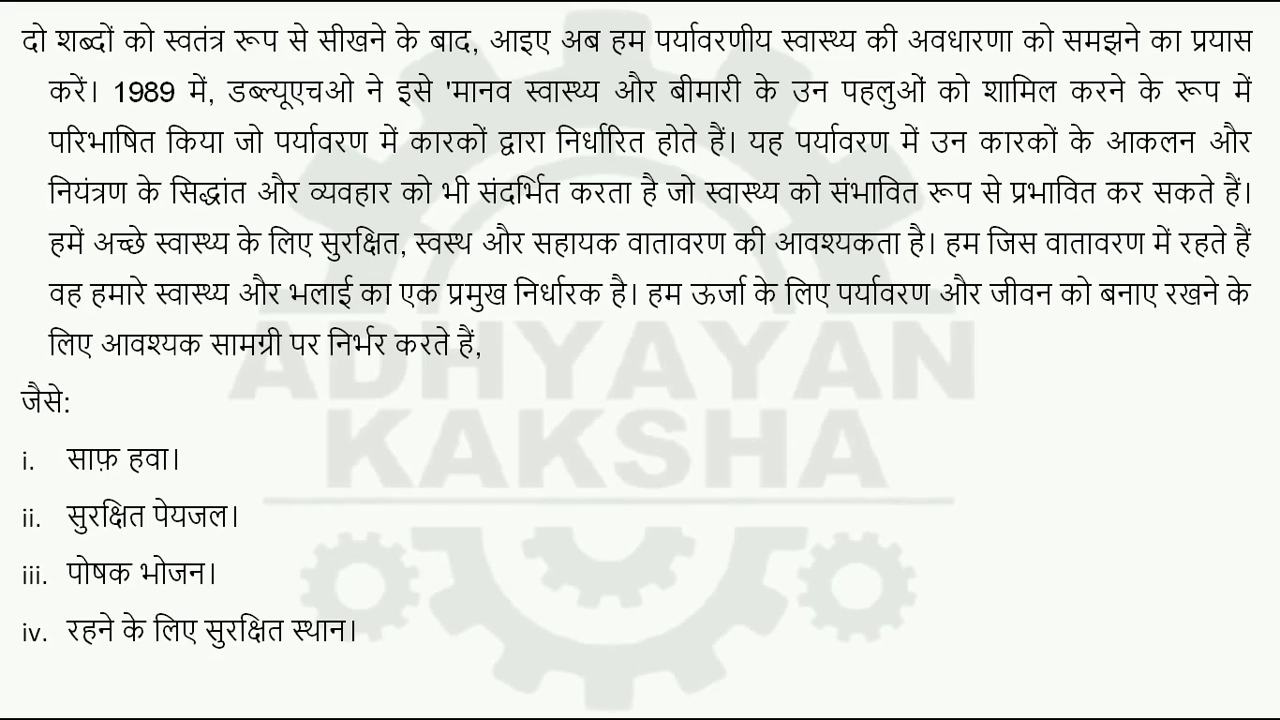 दो शब्दों को स्वतंत्र रूप से सीखने के बाद, आइए अब हम पर्यावरणीय स्वास्थ्य की अवधारणा को समझने का प्रयास
करें। 1989 में, डब्ल्यूएचओ ने इसे 'मानव स्वास्थ्य और बीमारी के उन पहलुओं को शामिल करने के रूप में
परिभाषित किया जो पर्यावरण में कारकों द्वारा निर्धारित होते हैं। यह पर्यावरण में उन कारकों के आकलन और
नियंत्रण के सिद्धांत और व्यवहार को भी संदर्भित करता है जो स्वास्थ्य को संभावित रूप से प्रभावित कर सकते हैं।
हमें अच्छे स्वास्थ्य के लिए सुरक्षित, स्वस्थ और सहायक वातावरण की आवश्यकता है। हम जिस वातावरण में रहते हैं
वह हमारे स्वास्थ्य और भलाई का एक प्रमुख निर्धारक है। हम ऊर्जा के लिए पर्यावरण और जीवन को बनाए रखने के
लिए आवश्यक सामग्री पर निर्भर करते हैं,
जैसे:
i. साफ़ हवा।
ii. सुरक्षित पेयजल।
iii. पोषक भोजन।
iv. रहने के लिए सुरक्षित स्थान।
ADHYAYAN
KAKSHA